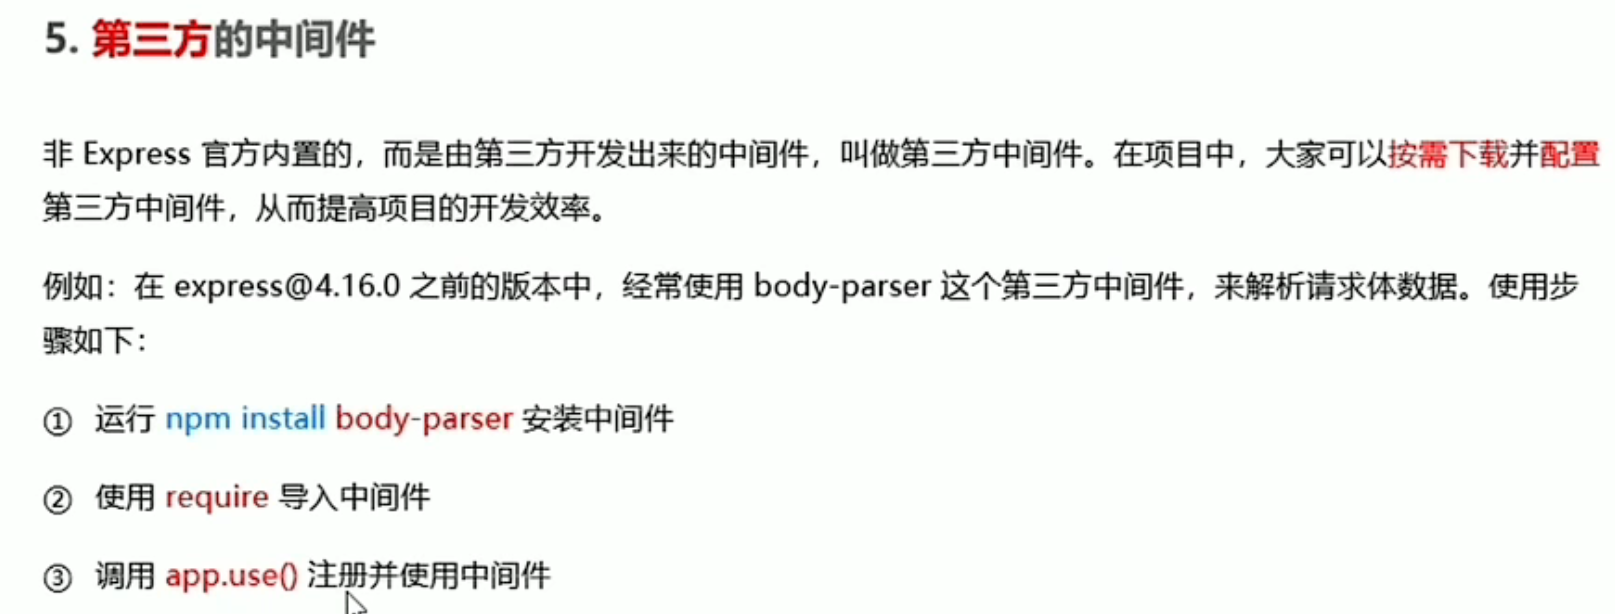 5. 第三方的中间件
非 Express 官方内置的，而是由第三方开发出来的中间件，叫做第三方中间件。在项目中，大家可以按需下载并配置
第三方中间件，从而提高项目的开发效率。
例如：在 express@4.16.0 之前的版本中，经常使用 body-parser 这个第三方中间件，来解析请求体数据。使用步
骤如下：
① 运行 npm install body-parser 安装中间件
② 使用 require 导入中间件
③ 调用 app.use() 注册并使用中间件